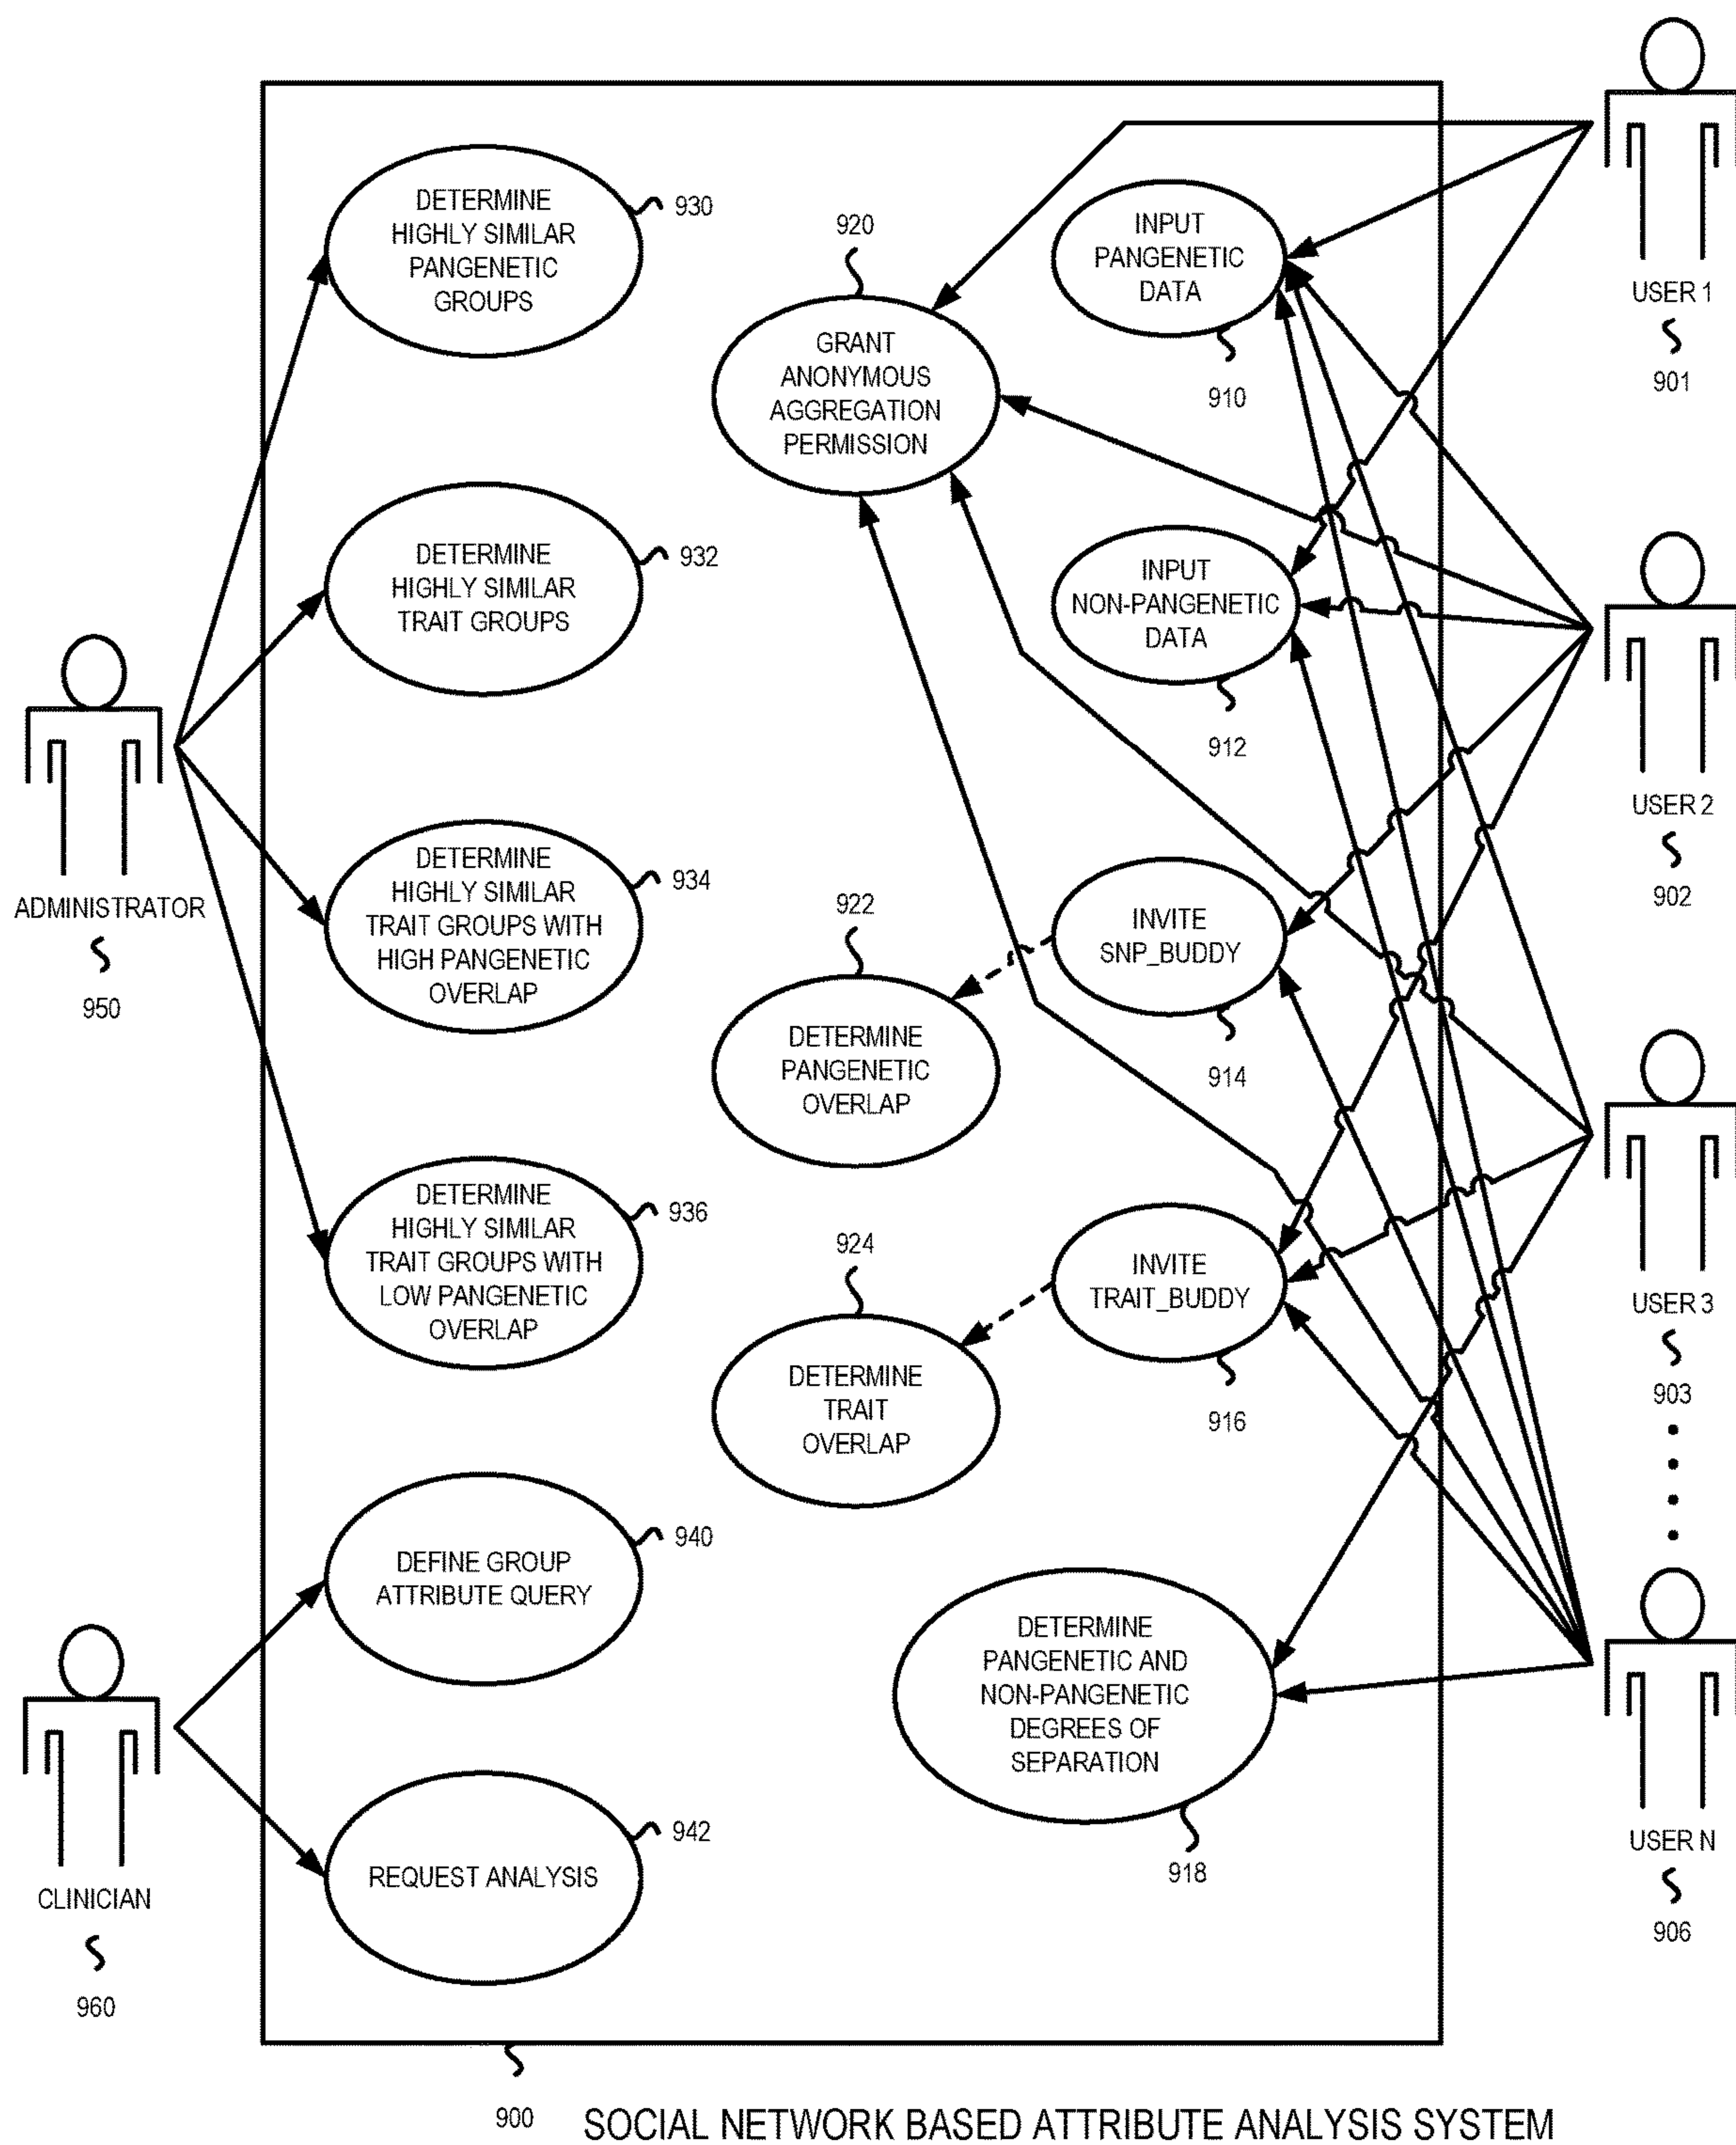 DETERMINE
HIGHLY SIMILAR
PANGENETIC
GROUPS
930
DETERMINE
HIGHLY SIMILAR
TRAIT GROUPS
932
DETERMINE
HIGHLY SIMILAR
TRAIT GROUPS WITH
HIGH PANGENETIC
OVERLAP
934
DETERMINE
HIGHLY SIMILAR
TRAIT GROUPS WITH
LOW PANGENETIC
OVERLAP
936
ADMINISTRATOR
950
DEFINE GROUP
ATTRIBUTE QUERY
940
REQUEST ANALYSIS
942
CLINICIAN
960
920
GRANT
ANONYMOUS
AGGREGATION
PERMISSION
922
DETERMINE
PANGENETIC
OVERLAP
924
DETERMINE
TRAIT
OVERLAP
INPUT
PANGENETIC
DATA
910
INPUT
NON-PANGENETIC
DATA
912
INVITE
SNP_BUDDY
914
INVITE
TRAIT_BUDDY
916
DETERMINE
PANGENETIC AND
NON-PANGENETIC
DEGREES OF
SEPARATION
918
USER 1
901
USER 2
902
USER 3
903
USER N
906
900
SOCIAL NETWORK BASED ATTRIBUTE ANALYSIS SYSTEM